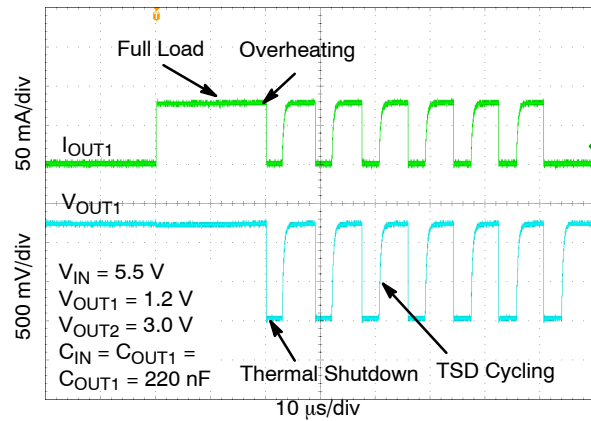 Full Load
Overheating
50 mA/div
IOUT1
VOUT1
500 mV/div
VIN = 5.5 V
VOUT1 = 1.2 V
VOUT2 = 3.0 V
CIN = COUT1 =
COUT1 = 220 nF
Thermal Shutdown
TSD Cycling
10 μs/div